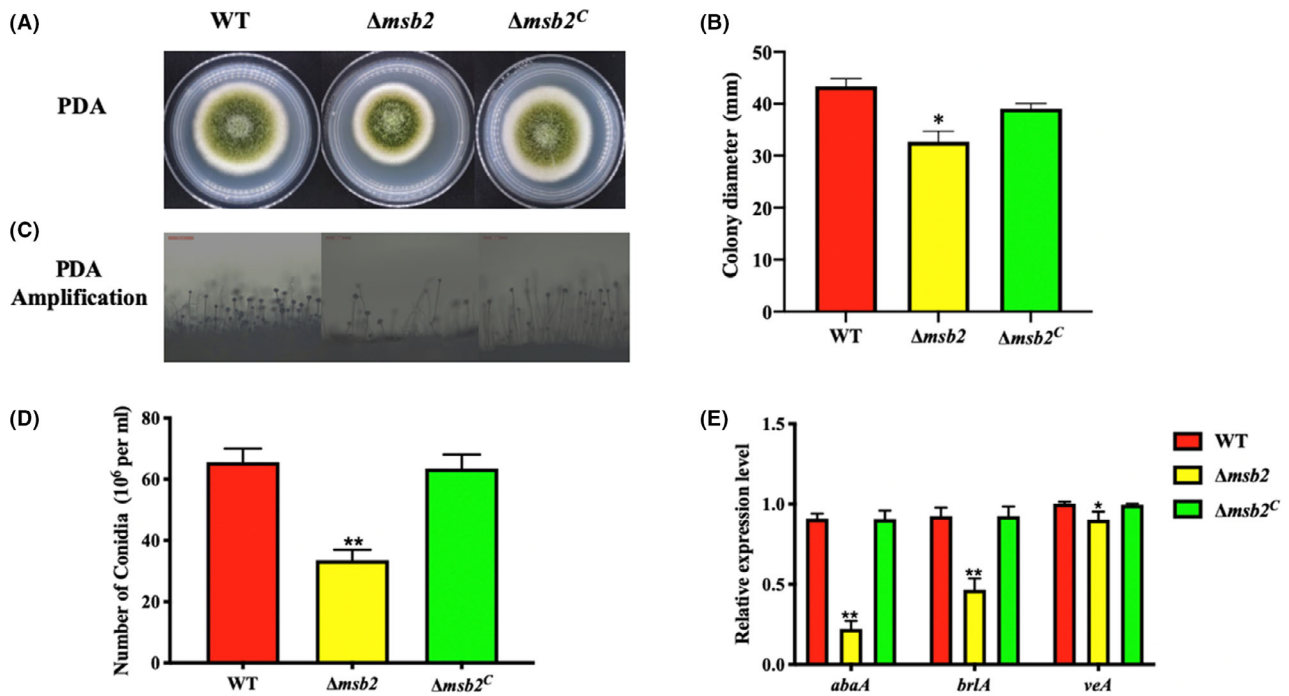 (A)
WT
Δmsb2
Δmsb2ᶜ
PDA
(C)
PDA
Amplification
(B)
Colony diameter (mm)
50
40
30
20
10
0
*
WT
Δmsb2
Δmsb2ᶜ
(D)
Number of Conidia (10⁶ per ml)
80
60
40
20
0
**
WT
Δmsb2
Δmsb2ᶜ
(E)
Relative expression level
1.5
1.0
0.5
0.0
**
**
*
abaA
brlA
veA
WT
Δmsb2
Δmsb2ᶜ